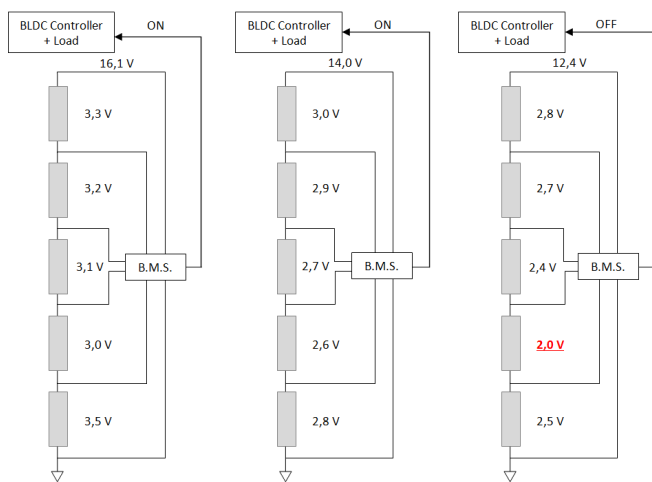 BLDC Controller
+ Load
ON
16,1 V
3,3 V
3,2 V
3,1 V
B.M.S.
3,0 V
3,5 V
BLDC Controller
+ Load
ON
14,0 V
3,0 V
2,9 V
2,7 V
B.M.S.
2,6 V
2,8 V
BLDC Controller
+ Load
OFF
12,4 V
2,8 V
2,7 V
2,4 V
B.M.S.
2,0 V
2,5 V